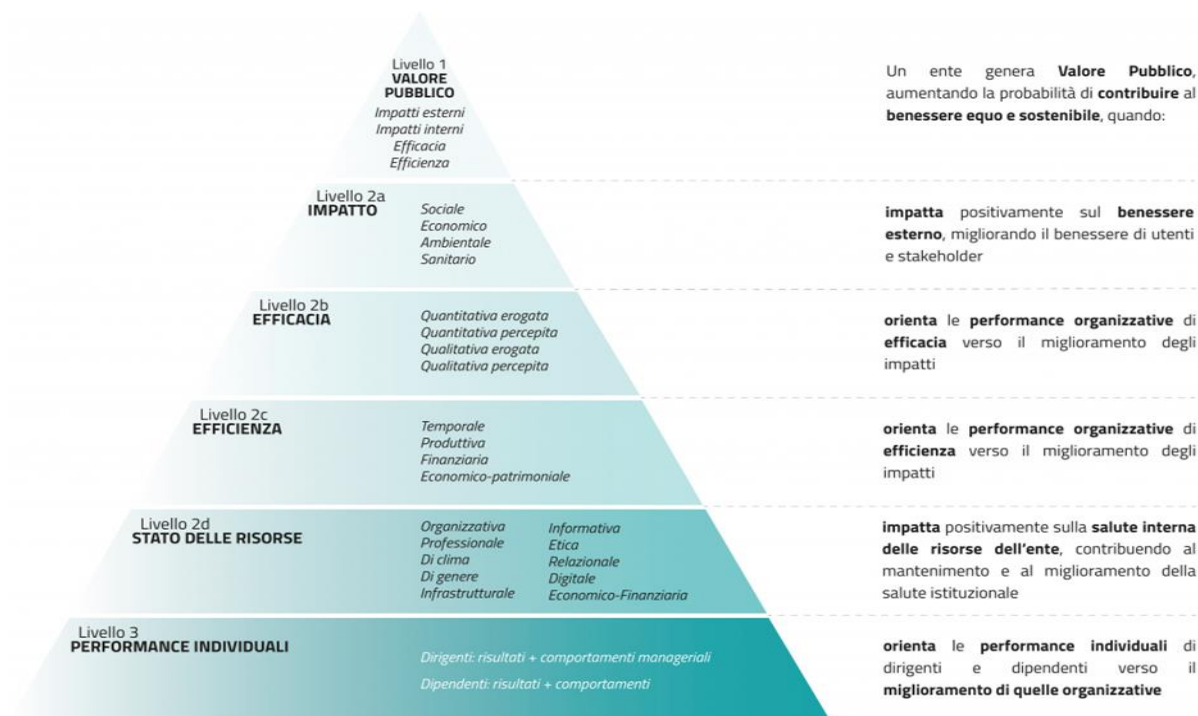 Livello 1
VALORE
PUBBLICO
Impatti esterni
Impatti interni
Efficacia
Efficienza
Un ente genera Valore Pubblico,
aumentando la probabilità di contribuire al
benessere equo e sostenibile, quando:
Livello 2a
IMPATTO
Sociale
Economico
Ambientale
Sanitario
impatta positivamente sul benessere
esterno, migliorando il benessere di utenti
e stakeholder
Livello 2b
EFFICACIA
Quantitativa erogata
Quantitativa percepita
Qualitativa erogata
Qualitativa percepita
orienta le performance organizzative di
efficacia verso il miglioramento degli
impatti
Livello 2c
EFFICIENZA
Temporale
Produttiva
Finanziaria
Economico-patrimoniale
orienta le performance organizzative di
efficienza verso il miglioramento degli
impatti
Livello 2d
STATO DELLE RISORSE
Organizzativa
Professionale
Di clima
Di genere
Infrastrutturale
Informativa
Etica
Relazionale
Digitale
Economico-Finanziaria
impatta positivamente sulla salute interna
delle risorse dell'ente, contribuendo al
mantenimento e al miglioramento della
salute istituzionale
Livello 3
PERFORMANCE INDIVIDUALI
Dirigenti: risultati + comportamenti manageriali
Dipendenti: risultati + comportamenti
orienta le performance individuali di
dirigenti e dipendenti verso il
miglioramento di quelle organizzative